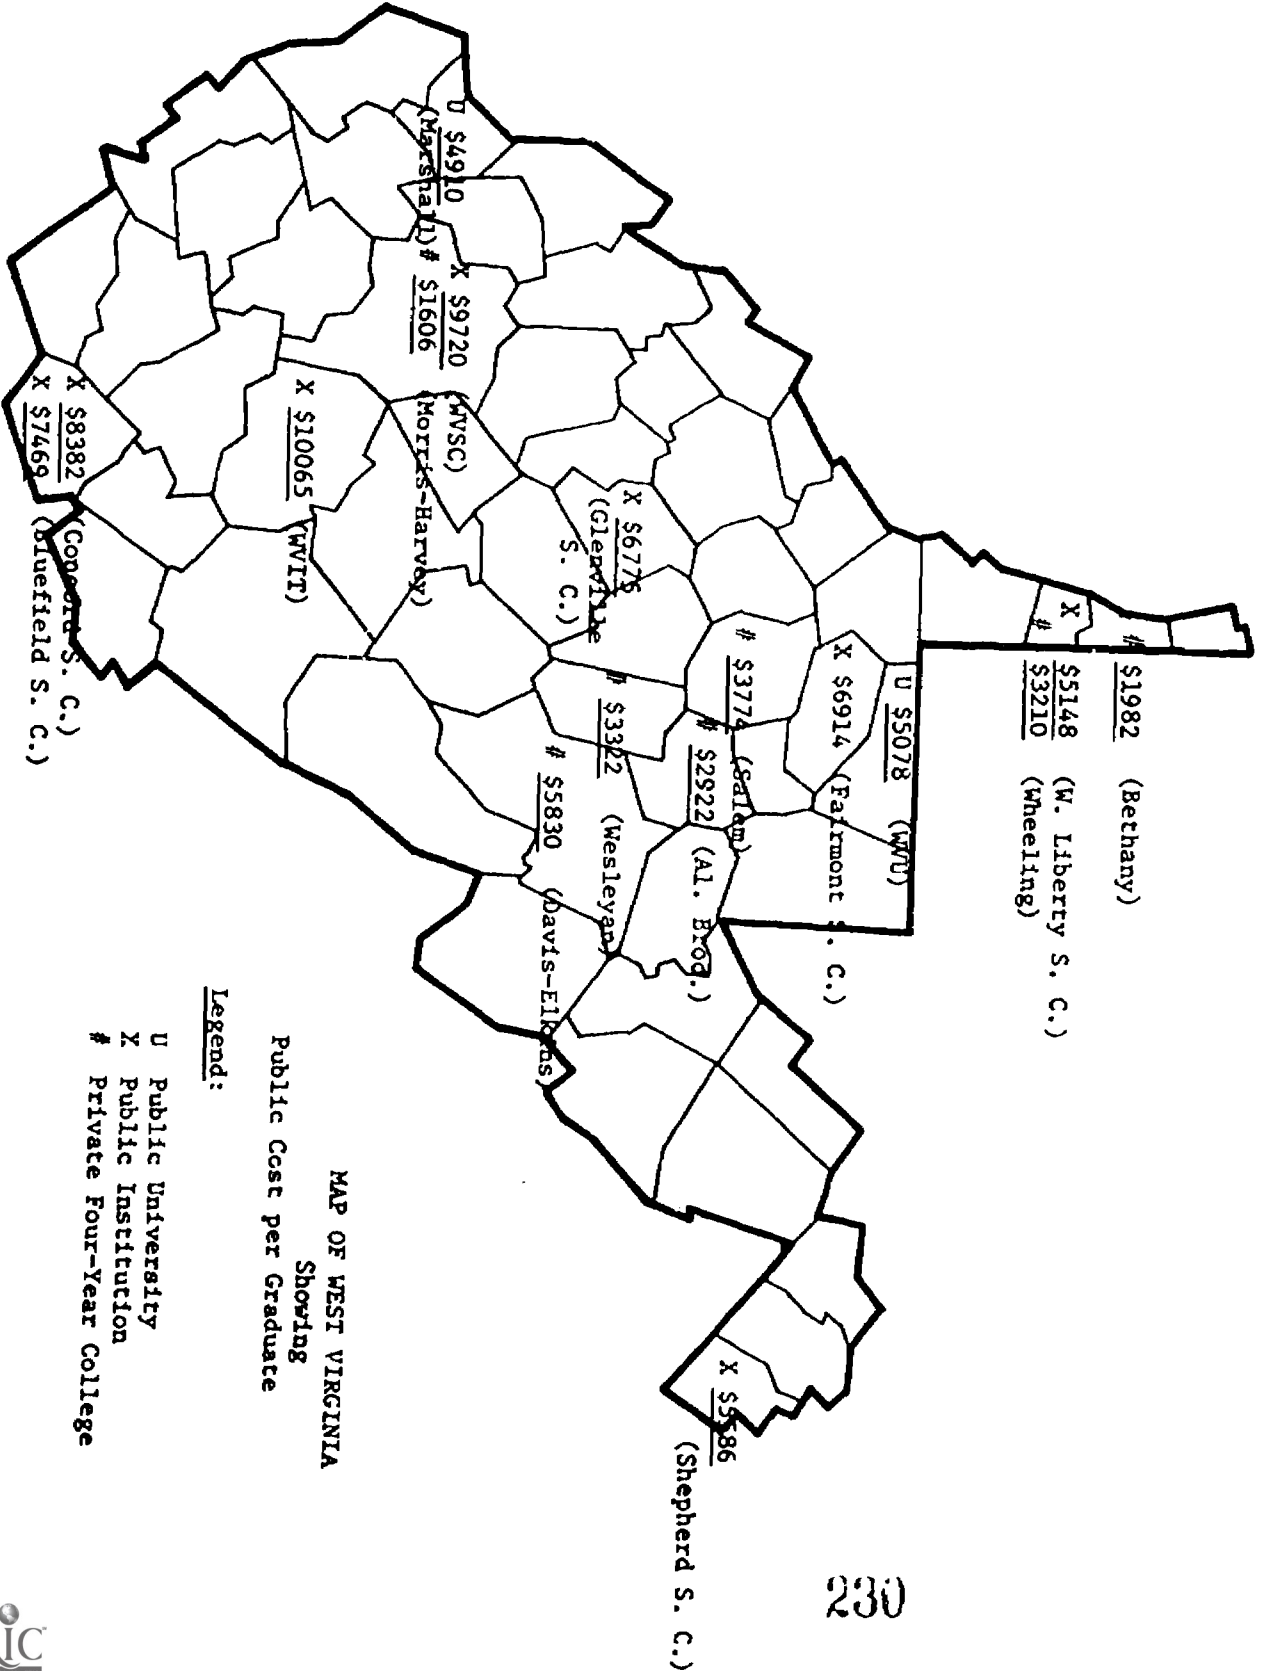 # $1982 (Bethany)
X $5148 (W. Liberty S. C.)
# $3210 (Wheeling)
U $5078 (WVU)
X $6914 (Fairmont S. C.)
# $3774 (Salem)
# $2922 (Al. Brod.)
X $5586
(Shepherd S. C.)
X $6775
(Glenville
S. C.)
# $3322 (Wesleyan)
# $5830 (Davis-Elkins)
U $4910
(Marshall)
X $9720 (WVSC)
# $1606 (Morris-Harvey)
X $10065 (WVIT)
X $8382 (Concord S. C.)
X $7469 (Bluefield S. C.)
MAP OF WEST VIRGINIA
Showing
Public Cost per Graduate
Legend:
U Public University
X Public Institution
# Private Four-Year College
230
IC